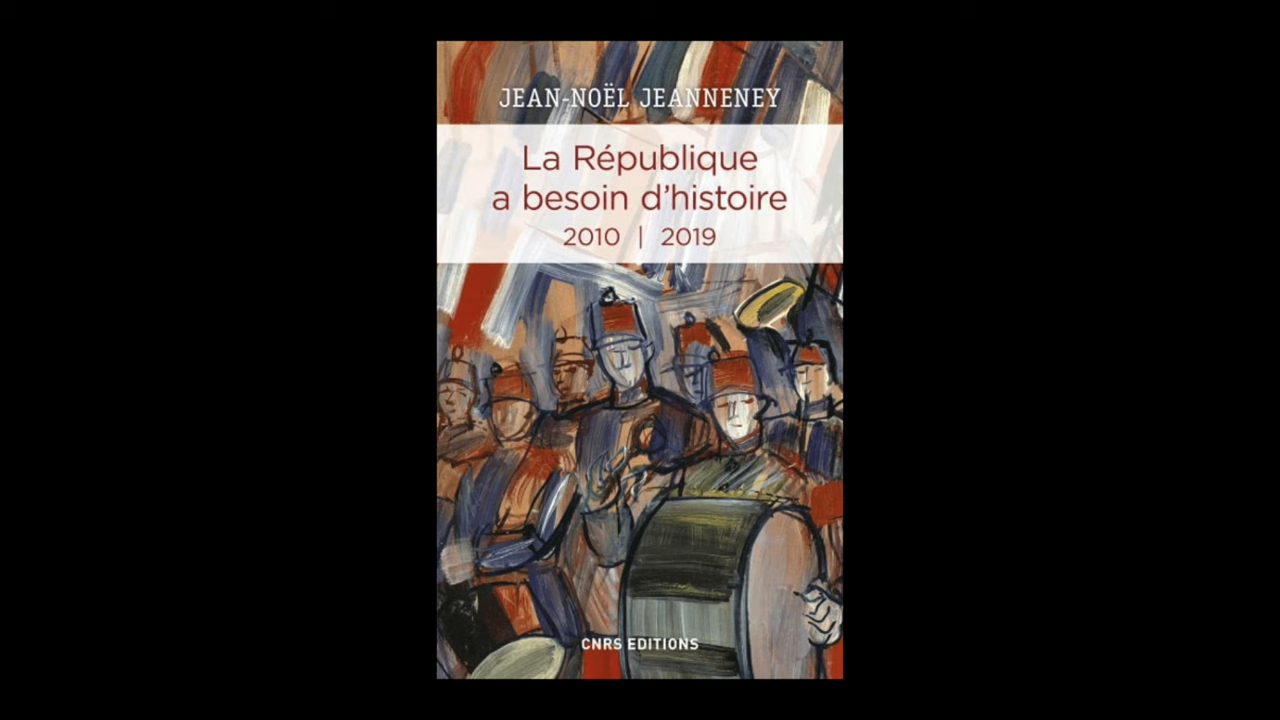 JEAN-NOËL JEANNENEY
La République
a besoin d'histoire
2010 | 2019
CNRS EDITIONS